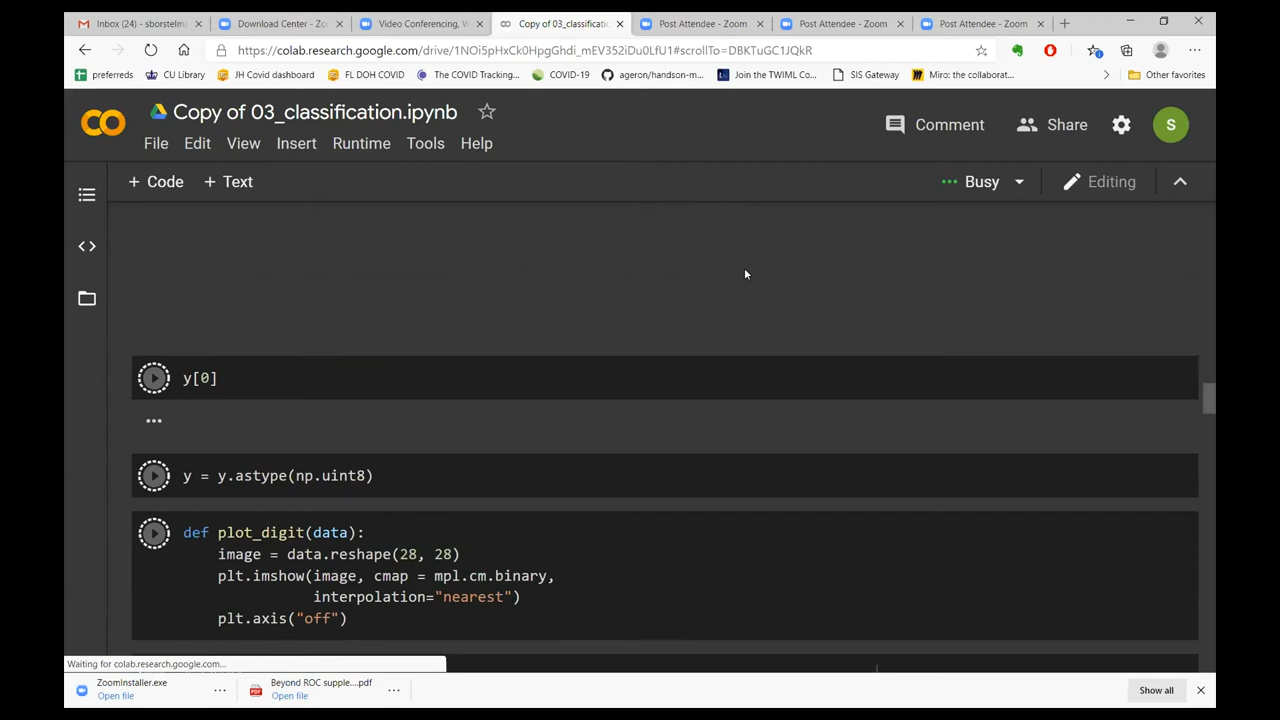 Inbox (24) - sborstelm
Download Center - Zo
Video Conferencing, W
Copy of 03_classificatio
Post Attendee - Zoom
Post Attendee - Zoom
Post Attendee - Zoom
https://colab.research.google.com/drive/1NOi5pHxCk0HpgGhdi_mEV352iDu0LfU1#scrollTo=DBKTuGC1JQkR
preferreds
CU Library
JH Covid dashboard
FL DOH COVID
The COVID Tracking...
COVID-19
ageron/handson-m...
Join the TWIML Co...
SIS Gateway
Miro: the collaborat...
Other favorites
Copy of 03_classification.ipynb
Comment
Share
S
File Edit View Insert Runtime Tools Help
+ Code + Text
Busy
Editing
y[0]
y = y.astype(np.uint8)
def plot_digit(data):
image = data.reshape(28, 28)
plt.imshow(image, cmap = mpl.cm.binary,
interpolation="nearest")
plt.axis("off")
Waiting for colab.research.google.com...
ZoomInstaller.exe
Open file
Beyond ROC supple....pdf
Open file
Show all